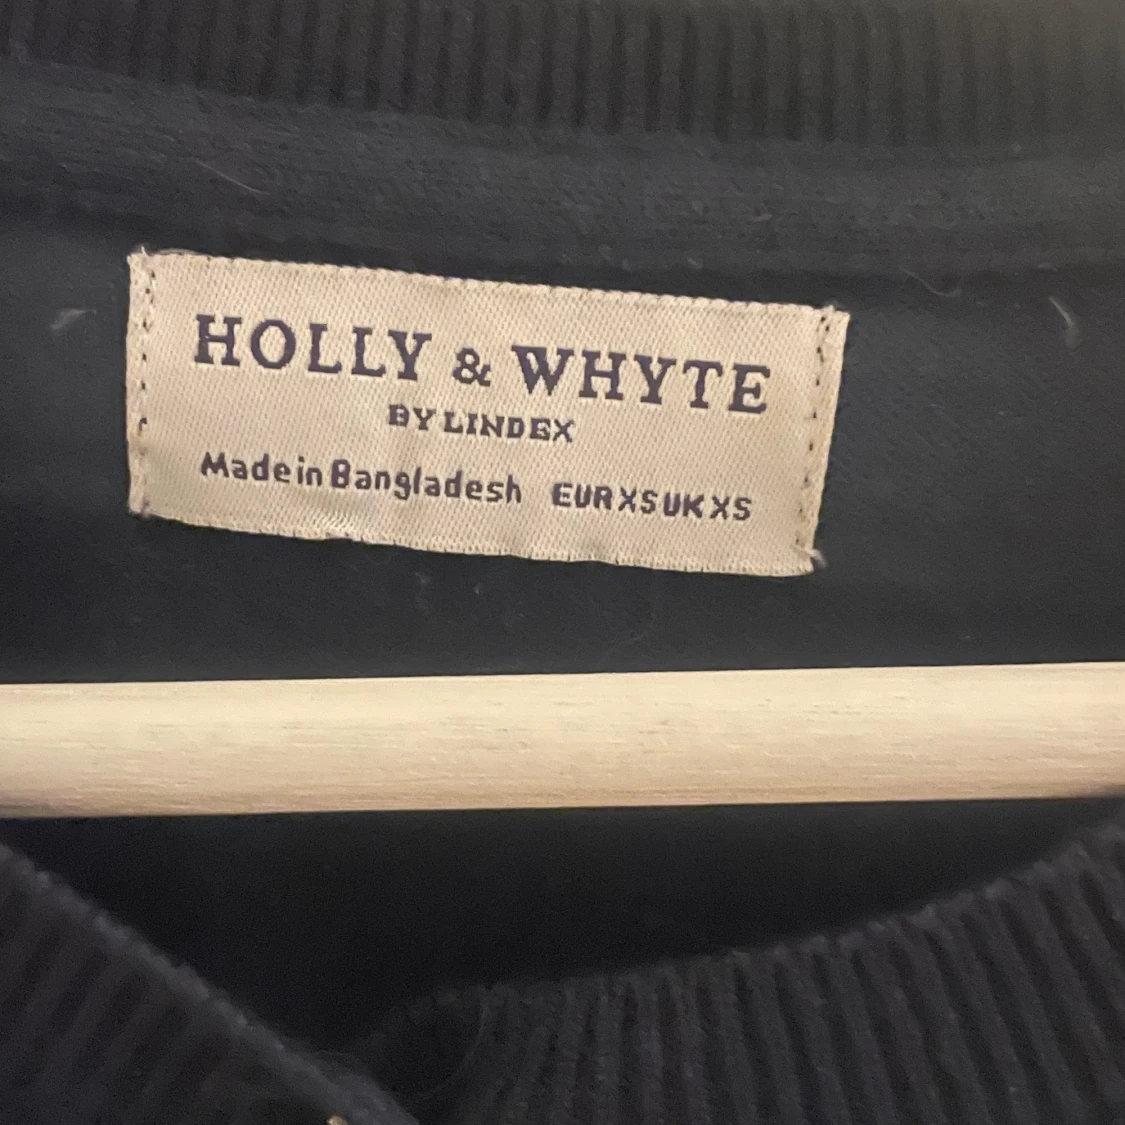 HOLLY & WHYTE
BY LINDEX
Made in Bangladesh EUR XS UK XS